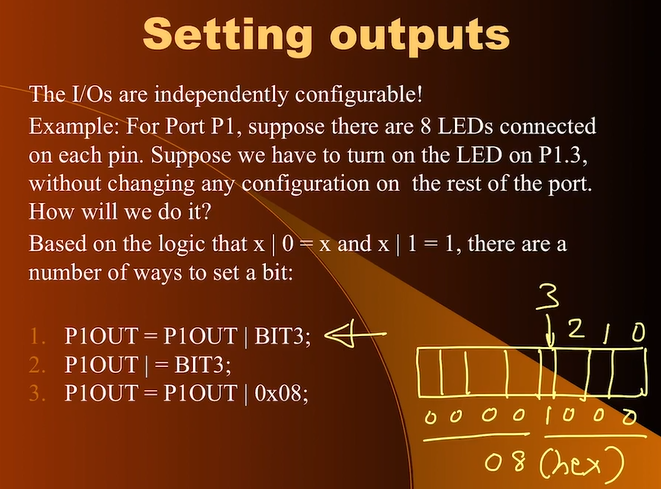 Setting outputs
The I/Os are independently configurable!
Example: For Port P1, suppose there are 8 LEDs connected
on each pin. Suppose we have to turn on the LED on P1.3,
without changing any configuration on the rest of the port.
How will we do it?
Based on the logic that x | 0 = x and x | 1 = 1, there are a
number of ways to set a bit:
1. P1OUT = P1OUT | BIT3;
2. P1OUT | = BIT3;
3. P1OUT = P1OUT | 0x08;
3
2 1 0
0 0 0 0 1 0 0 0
08 (hex)